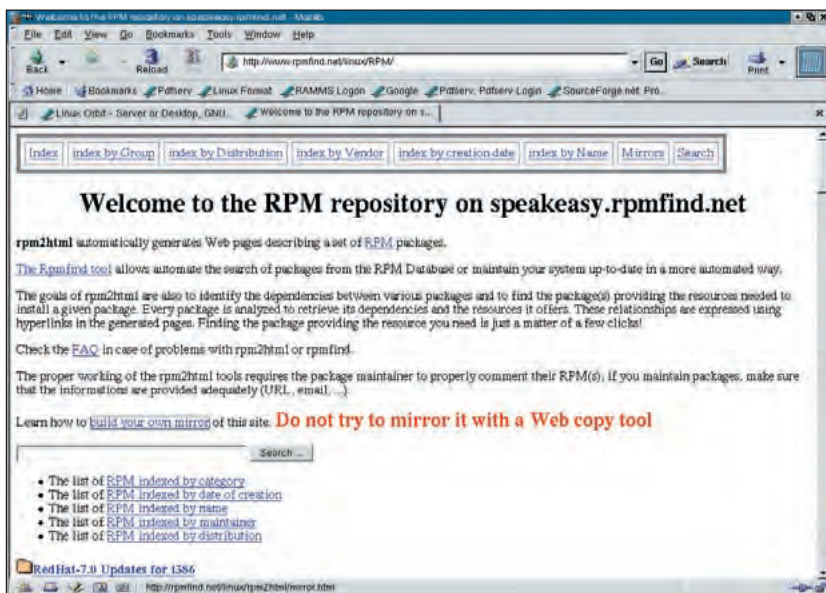 Welcome to the RPM repository on speakeasy.rpmfind.net - Mozilla
File Edit View Go Bookmarks Tools Window Help
Back Reload http://www.rpmfind.net/linux/RPM/ Go Search Print
Home Bookmarks Pdfserv Linux Format RAMMS Logon Google Pdfserv: Pdfserv Login SourceForge.net: Pro...
Linux Orbit - Server or Desktop, GNU... Welcome to the RPM repository on s...
Index index by Group index by Distribution index by Vendor index by creation date index by Name Mirrors Search
Welcome to the RPM repository on speakeasy.rpmfind.net
rpm2html automatically generates Web pages describing a set of RPM packages.
The Rpmfind tool allows automate the search of packages from the RPM Database or maintain your system up-to-date in a more automated way.
The goals of rpm2html are also to identify the dependencies between various packages and to find the package(s) providing the resources needed to
install a given package. Every package is analyzed to retrieve its dependencies and the resources it offers. These relationships are expressed using
hyperlinks in the generated pages. Finding the package providing the resource you need is just a matter of a few clicks!
Check the FAQ in case of problems with rpm2html or rpmfind.
The proper working of the rpm2html tools requires the package maintainer to properly comment their RPM(s), if you maintain packages, make sure
that the informations are provided adequately (URL, email, ...).
Learn how to build your own mirror of this site. Do not try to mirror it with a Web copy tool
Search ...
• The list of RPM indexed by category
• The list of RPM indexed by date of creation
• The list of RPM indexed by name
• The list of RPM indexed by maintainer
• The list of RPM indexed by distribution
RedHat-7.0 Updates for i386
http://rpmfind.net/linux/rpm2html/mirror.html